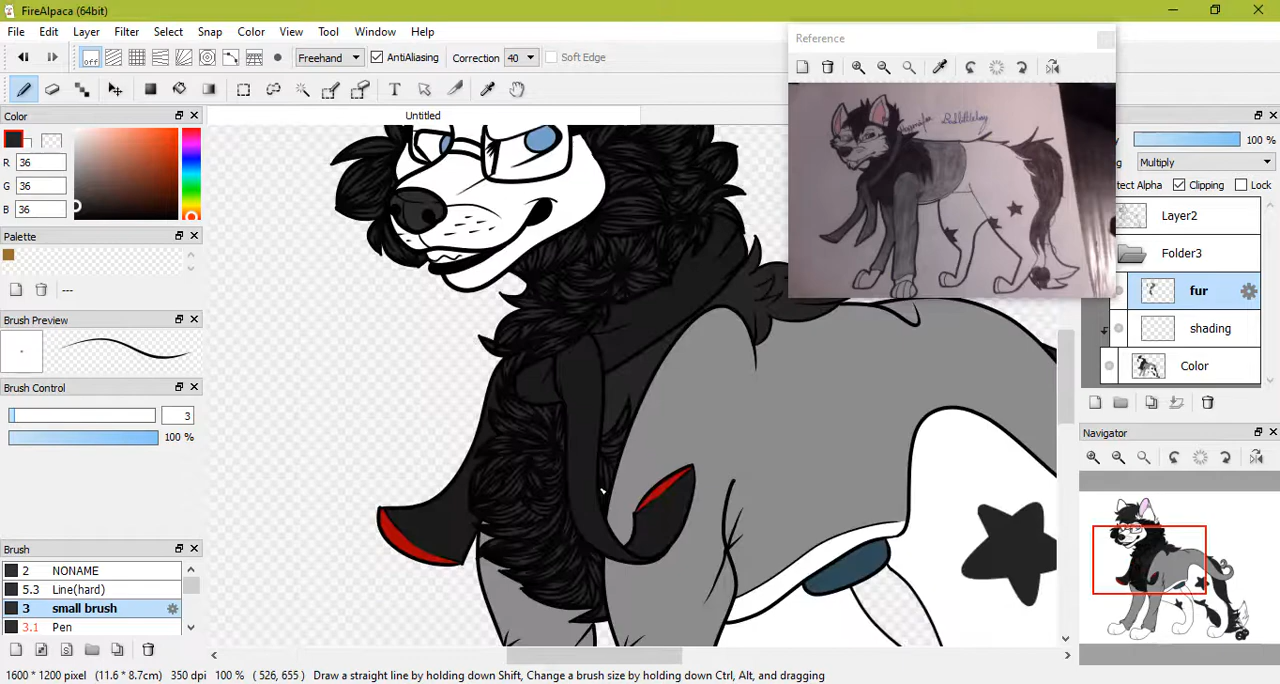 FireAlpaca (64bit)
File Edit Layer Filter Select Snap Color View Tool Window Help
off Freehand AntiAliasing Correction 40 Soft Edge
Untitled
Color
R 36
G 36
B 36
Palette
---
Brush Preview
Brush Control
3
100 %
Brush
2 NONAME
5.3 Line(hard)
3 small brush
3.1 Pen
Reference
100 %
Multiply
Clipping Lock
Layer2
Folder3
fur
shading
Color
Navigator
1600 * 1200 pixel (11.6 * 8.7cm) 350 dpi 100 % ( 526, 655 ) Draw a straight line by holding down Shift, Change a brush size by holding down Ctrl, Alt, and dragging